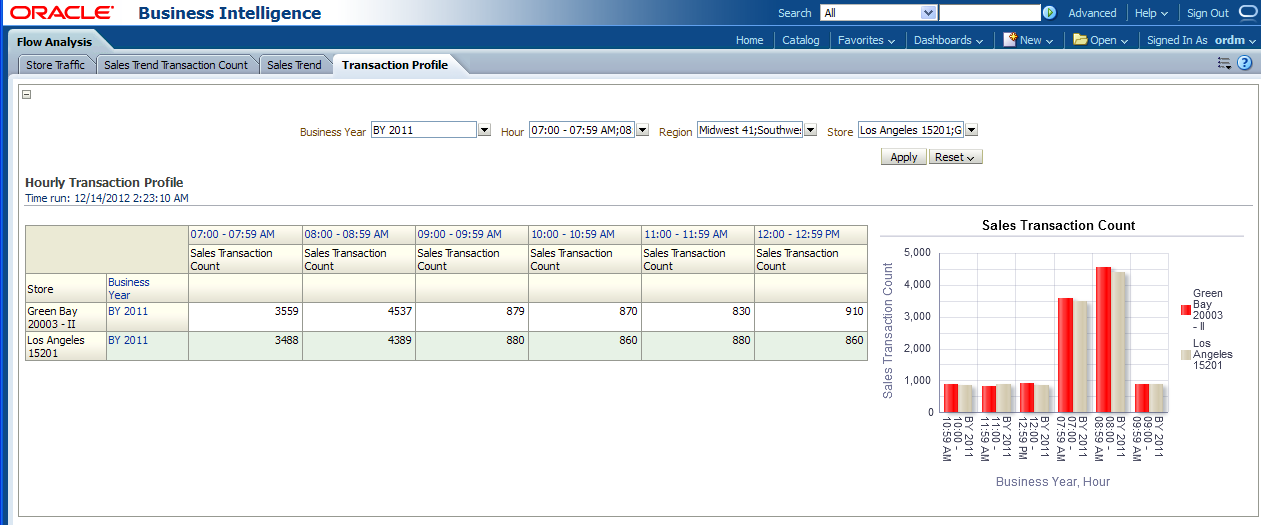 ORACLE Business Intelligence Search All Advanced Help Sign Out
Flow Analysis Home Catalog Favorites Dashboards New Open Signed In As ordm
Store Traffic Sales Trend Transaction Count Sales Trend Transaction Profile
Business Year BY 2011 Hour 07:00 - 07:59 AM;08 Region Midwest 41;Southwes Store Los Angeles 15201;G
Apply Reset
Hourly Transaction Profile
Time run: 12/14/2012 2:23:10 AM
07:00 - 07:59 AM 08:00 - 08:59 AM 09:00 - 09:59 AM 10:00 - 10:59 AM 11:00 - 11:59 AM 12:00 - 12:59 PM
Sales Transaction Sales Transaction Sales Transaction Sales Transaction Sales Transaction Sales Transaction
Count Count Count Count Count Count
Store Business
Year
Green Bay BY 2011 3559 4537 879 870 830 910
20003 - II
Los Angeles BY 2011 3488 4389 880 860 880 860
15201
Sales Transaction Count
Sales Transaction Count
5,000
4,000
3,000
2,000
1,000
0
BY 2011
10:00 -
10:59 AM
BY 2011
11:00 -
11:59 AM
BY 2011
12:00 -
12:59 PM
BY 2011
07:00 -
07:59 AM
BY 2011
08:00 -
08:59 AM
BY 2011
09:00 -
09:59 AM
Business Year, Hour
Green
Bay
20003
- II
Los
Angeles
15201